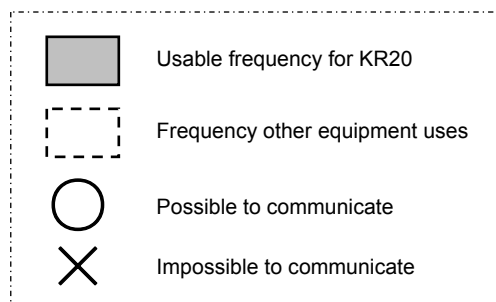 Usable frequency for KR20
Frequency other equipment uses
Possible to communicate
Impossible to communicate